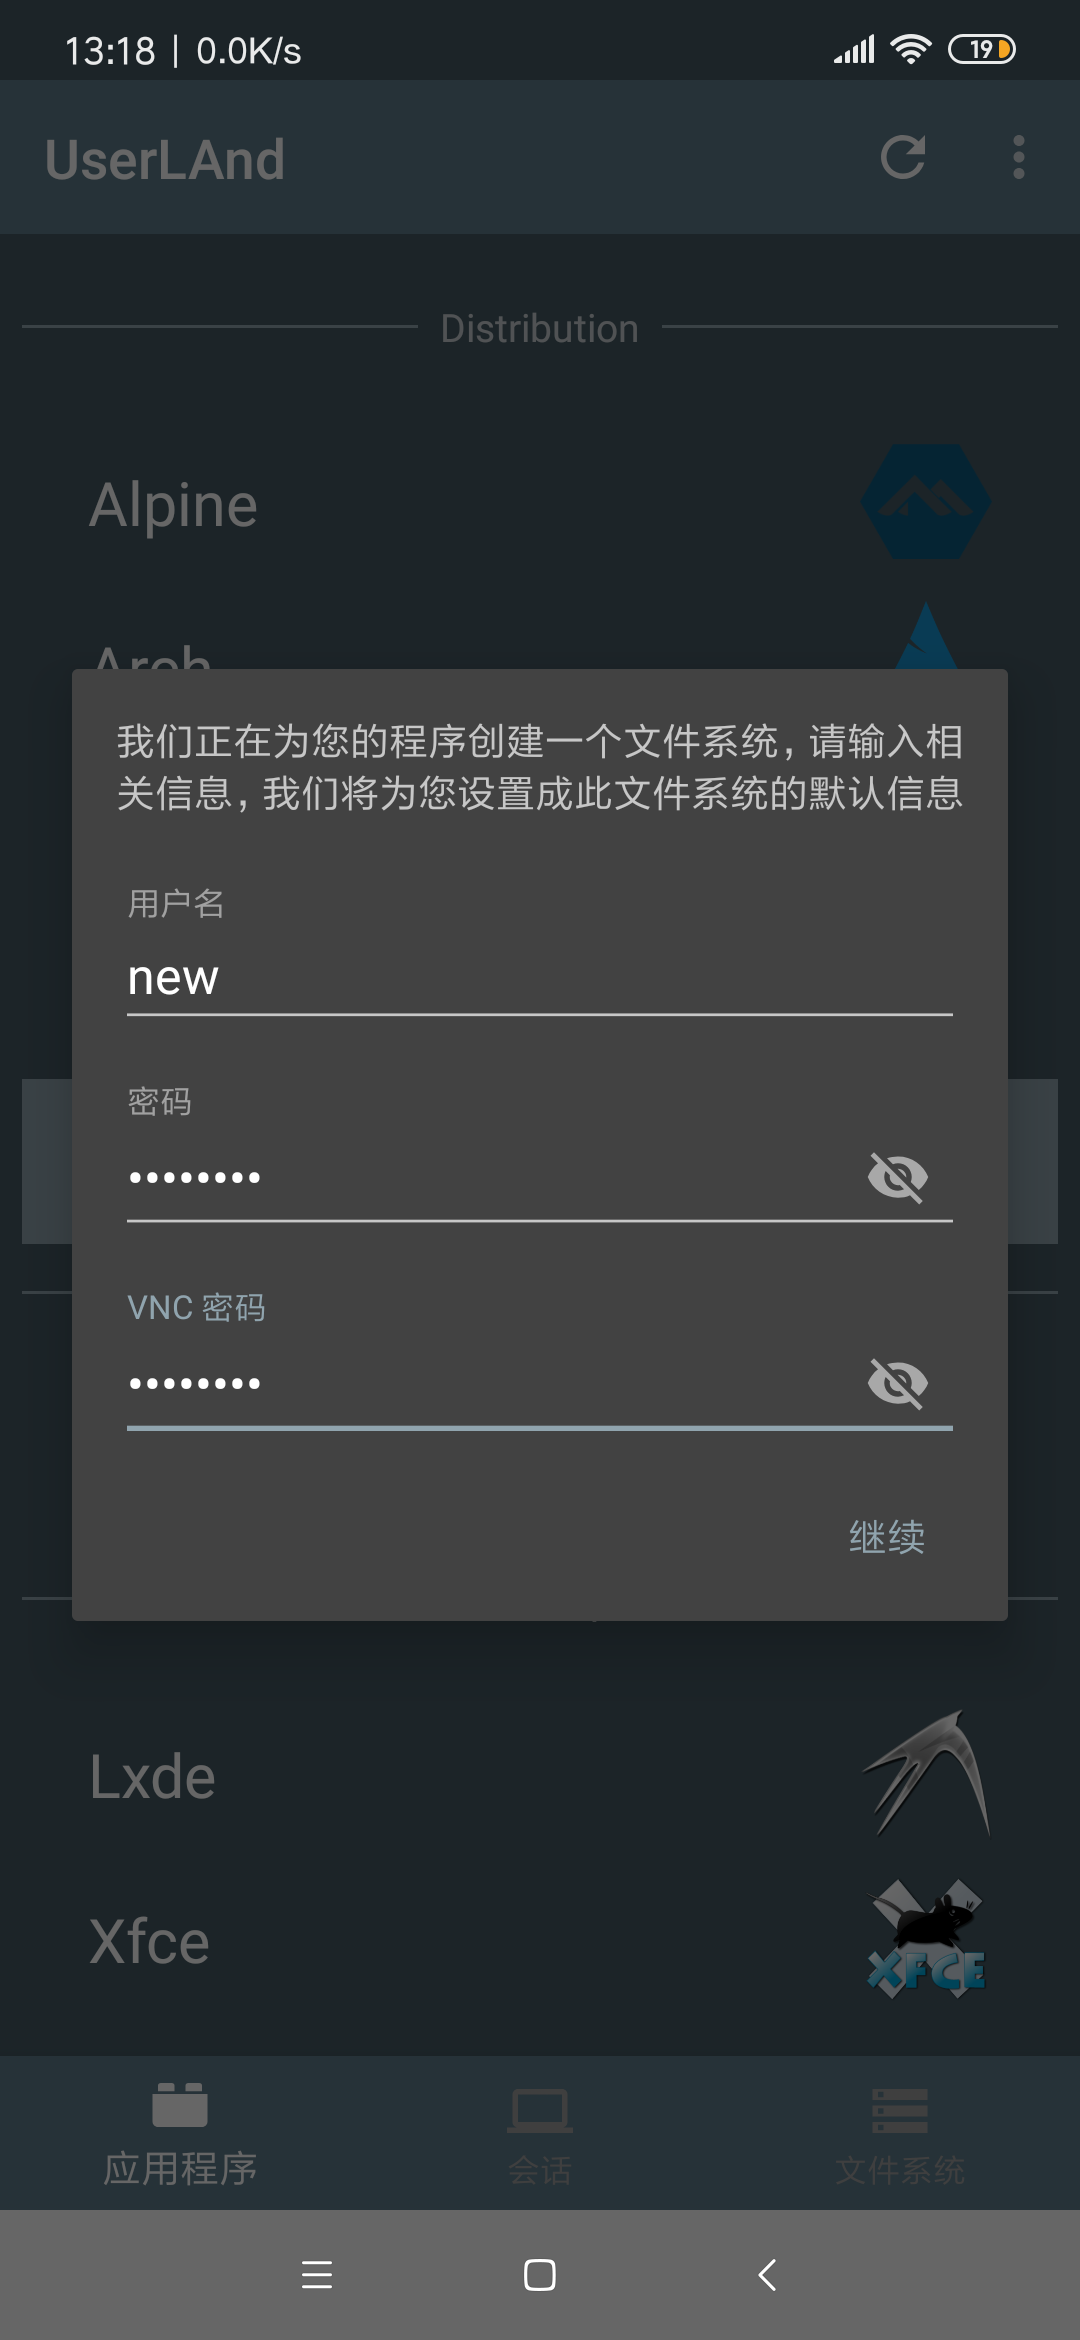 13:18 | 0.0K/s
19
UserLAnd
Distribution
Alpine
Arch
我们正在为您的程序创建一个文件系统，请输入相
关信息，我们将为您设置成此文件系统的默认信息
用户名
new
密码
••••••••
VNC 密码
••••••••
继续
Lxde
Xfce
XFCE
应用程序
会话
文件系统